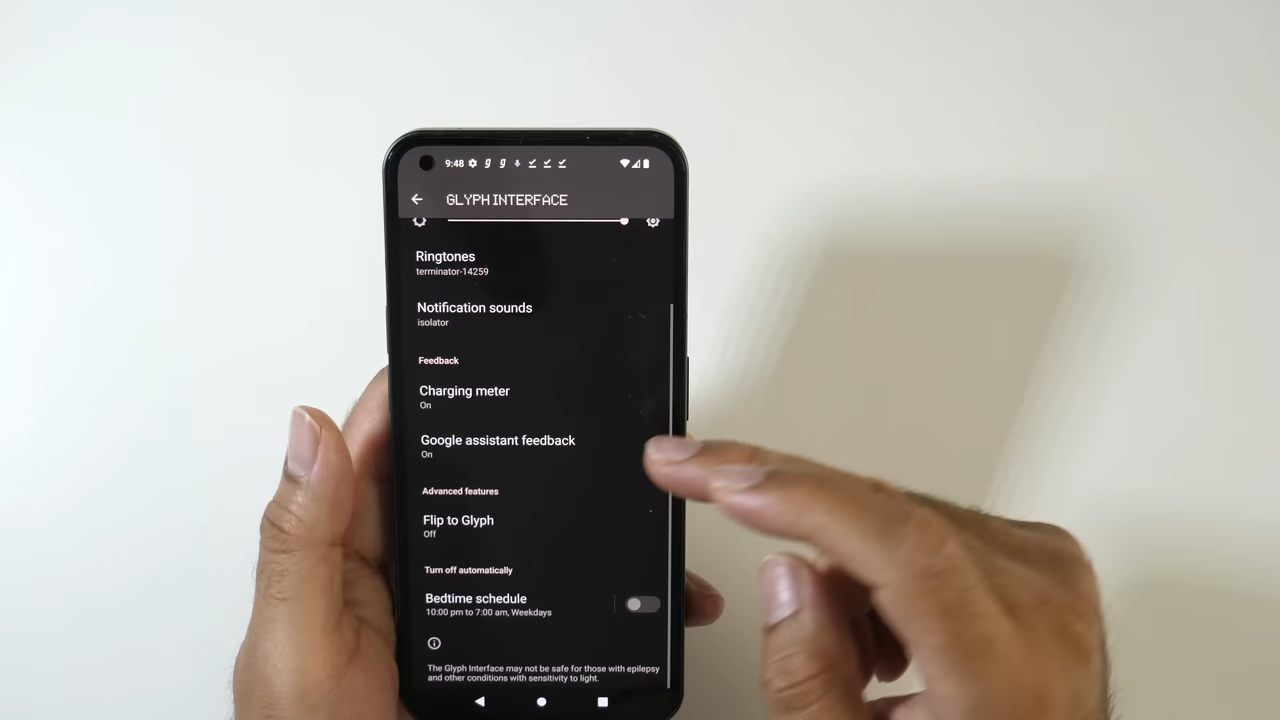 9:48
GLYPH INTERFACE
Ringtones
terminator-14259
Notification sounds
isolator
Feedback
Charging meter
On
Google assistant feedback
On
Advanced features
Flip to Glyph
Off
Turn off automatically
Bedtime schedule
10:00 pm to 7:00 am, Weekdays
The Glyph Interface may not be safe for those with epilepsy
and other conditions with sensitivity to light.